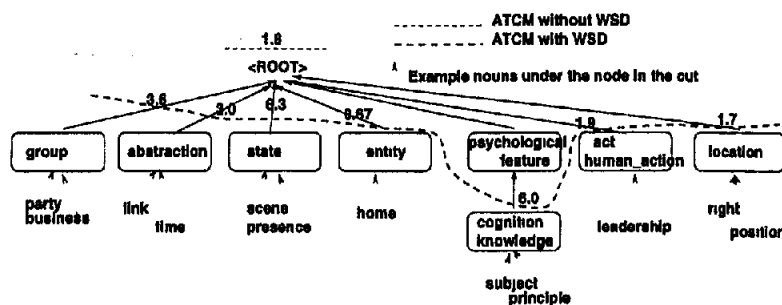 ATCM without WSD
ATCM with WSD
1.8
<ROOT>
Example nouns under the node in the cut
3.6
3.0
6.3
1.9
1.7
group
abstraction
state
entity
psychological
feature
act
human_action
location
party
business
link
time
scene
presence
home
6.0
cognition
knowledge
leadership
right
position
subject
principle